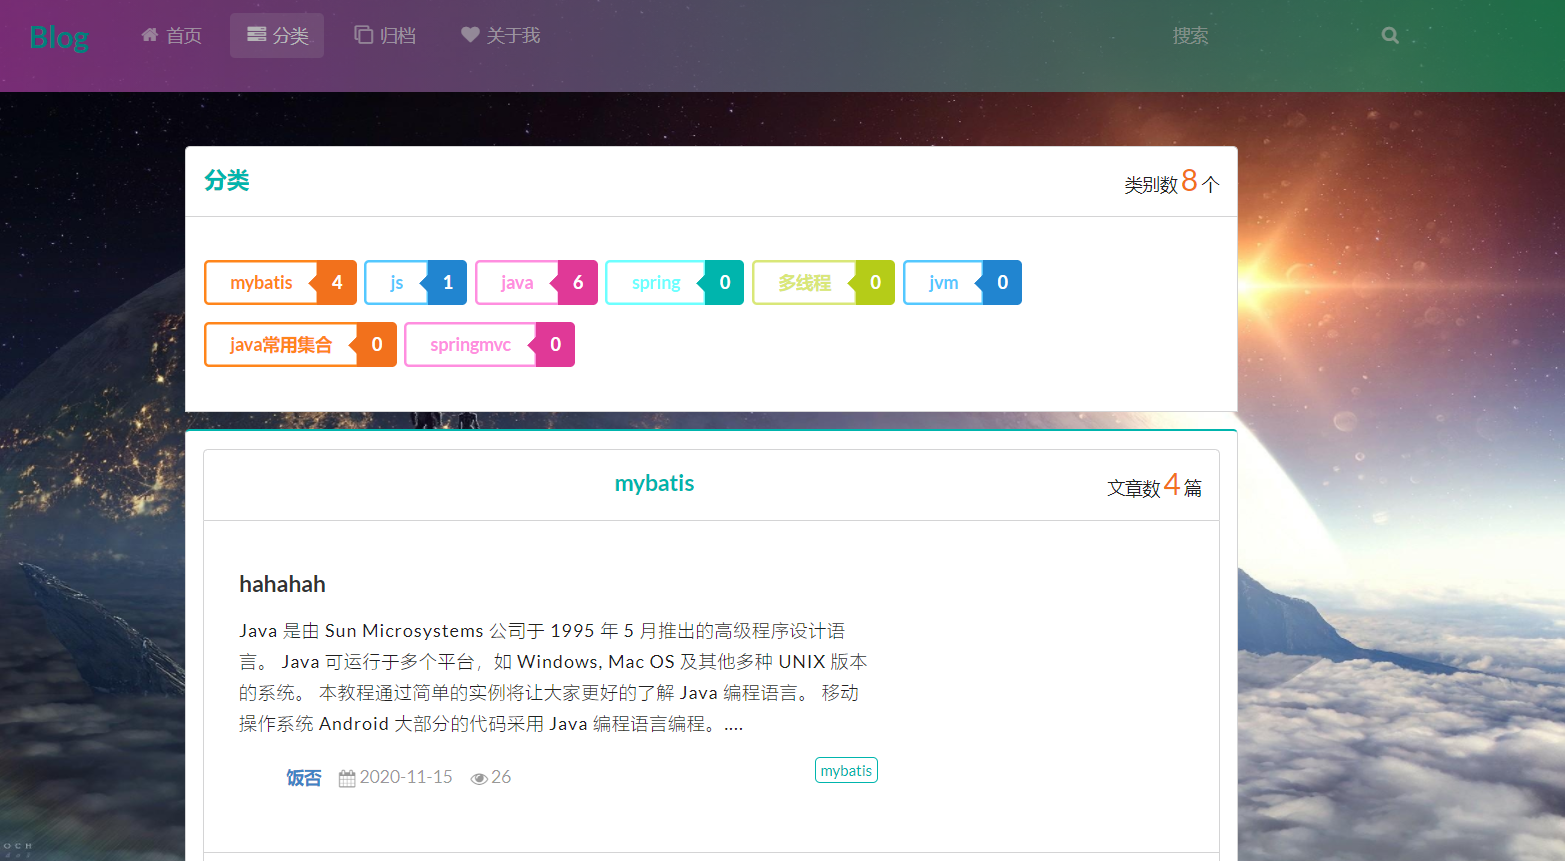 Blog 首页 分类 归档 关于我 搜索
分类 类别数 8 个
mybatis 4 js 1 java 6 spring 0 多线程 0 jvm 0
java常用集合 0 springmvc 0
mybatis 文章数 4 篇
hahahah
Java 是由 Sun Microsystems 公司于 1995 年 5 月推出的高级程序设计语
言。 Java 可运行于多个平台，如 Windows, Mac OS 及其他多种 UNIX 版本
的系统。 本教程通过简单的实例将让大家更好的了解 Java 编程语言。 移动
操作系统 Android 大部分的代码采用 Java 编程语言编程。....
饭否 2020-11-15 26 mybatis